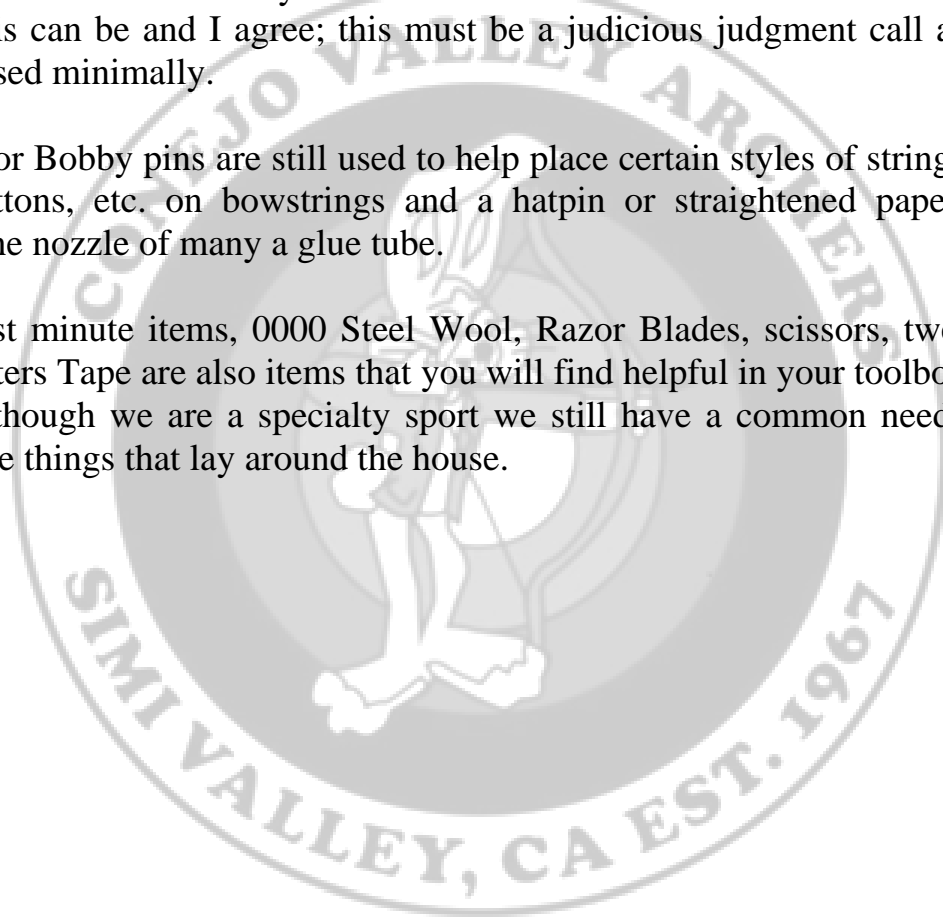 is can be and I agree; this must be a judicious judgment call a
sed minimally.
or Bobby pins are still used to help place certain styles of string
ttons, etc. on bowstrings and a hatpin or straightened pape
ne nozzle of many a glue tube.
st minute items, 0000 Steel Wool, Razor Blades, scissors, two
ters Tape are also items that you will find helpful in your toolbo
though we are a specialty sport we still have a common need
e things that lay around the house.
CONEJO VALLEY ARCHERS
SIMI VALLEY, CA EST. 1967